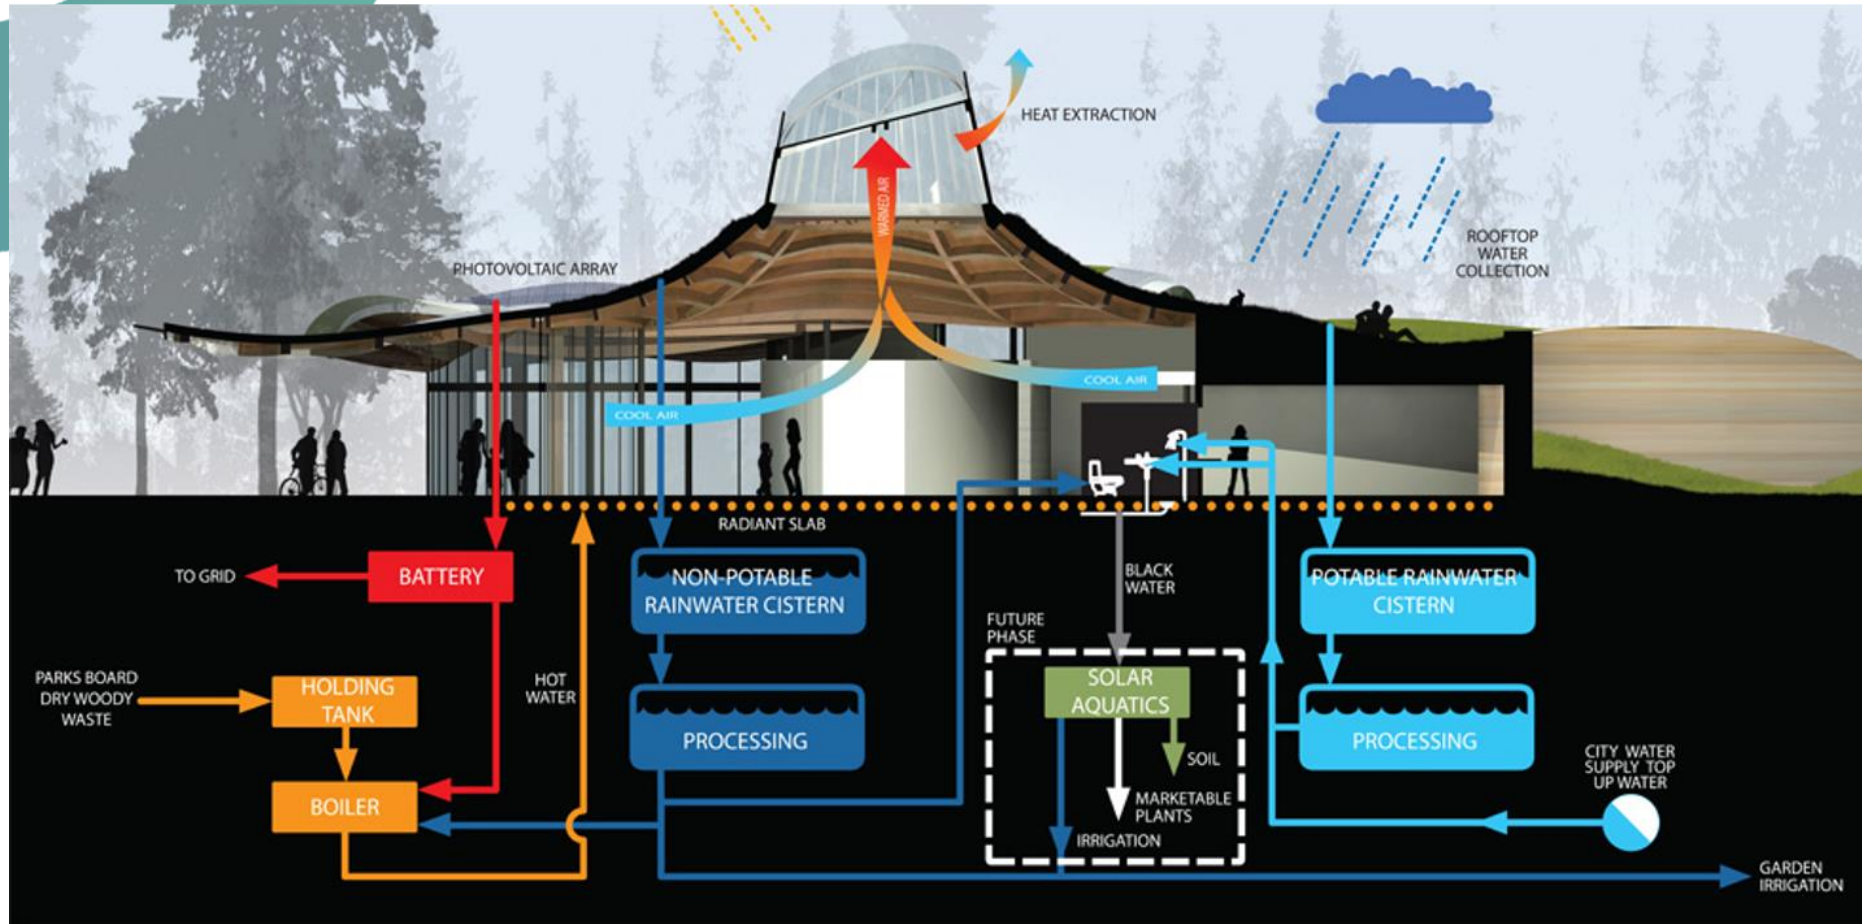 HEAT EXTRACTION
WARMED AIR
ROOFTOP
WATER
COLLECTION
PHOTOVOLTAIC ARRAY
COOL AIR
COOL AIR
RADIANT SLAB
TO GRID
BATTERY
NON-POTABLE
RAINWATER CISTERN
BLACK
WATER
POTABLE RAINWATER
CISTERN
FUTURE
PHASE
PARKS BOARD
DRY WOODY
WASTE
HOLDING
TANK
HOT
WATER
SOLAR
AQUATICS
PROCESSING
PROCESSING
SOIL
CITY WATER
SUPPLY TOP
UP WATER
BOILER
MARKETABLE
PLANTS
IRRIGATION
GARDEN
IRRIGATION